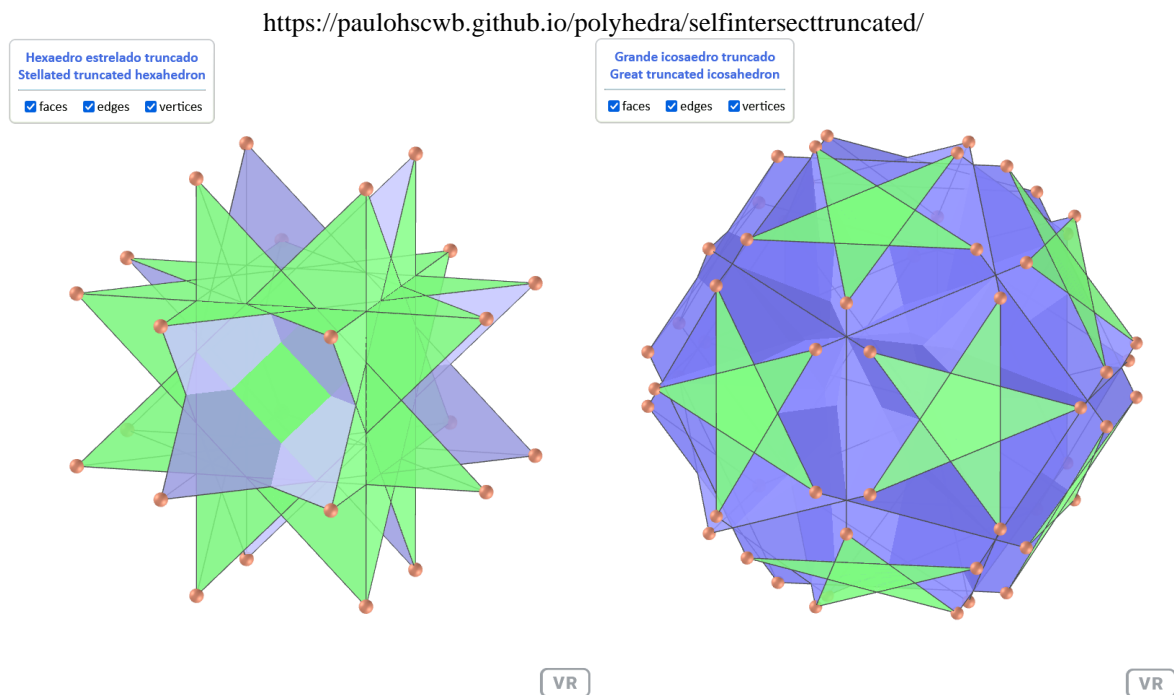 https://paulohscwb.github.io/polyhedra/selfintersecttruncated/
Hexaedro estrelado truncado
Stellated truncated hexahedron
faces edges vertices
Grande icosaedro truncado
Great truncated icosahedron
faces edges vertices
VR
VR